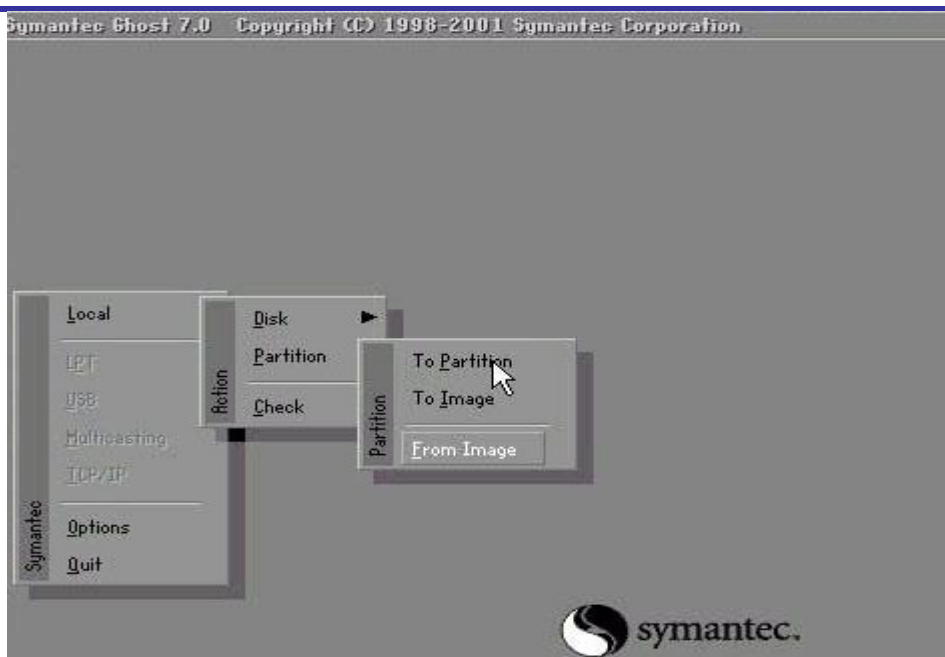 Symantec Ghost 7.0 Copyright (C) 1998-2001 Symantec Corporation
Local
LPT
USB
Multicasting
TCP/IP
Options
Quit
Symantec
Disk
Partition
Check
Action
To Partition
To Image
From Image
Partition
symantec.